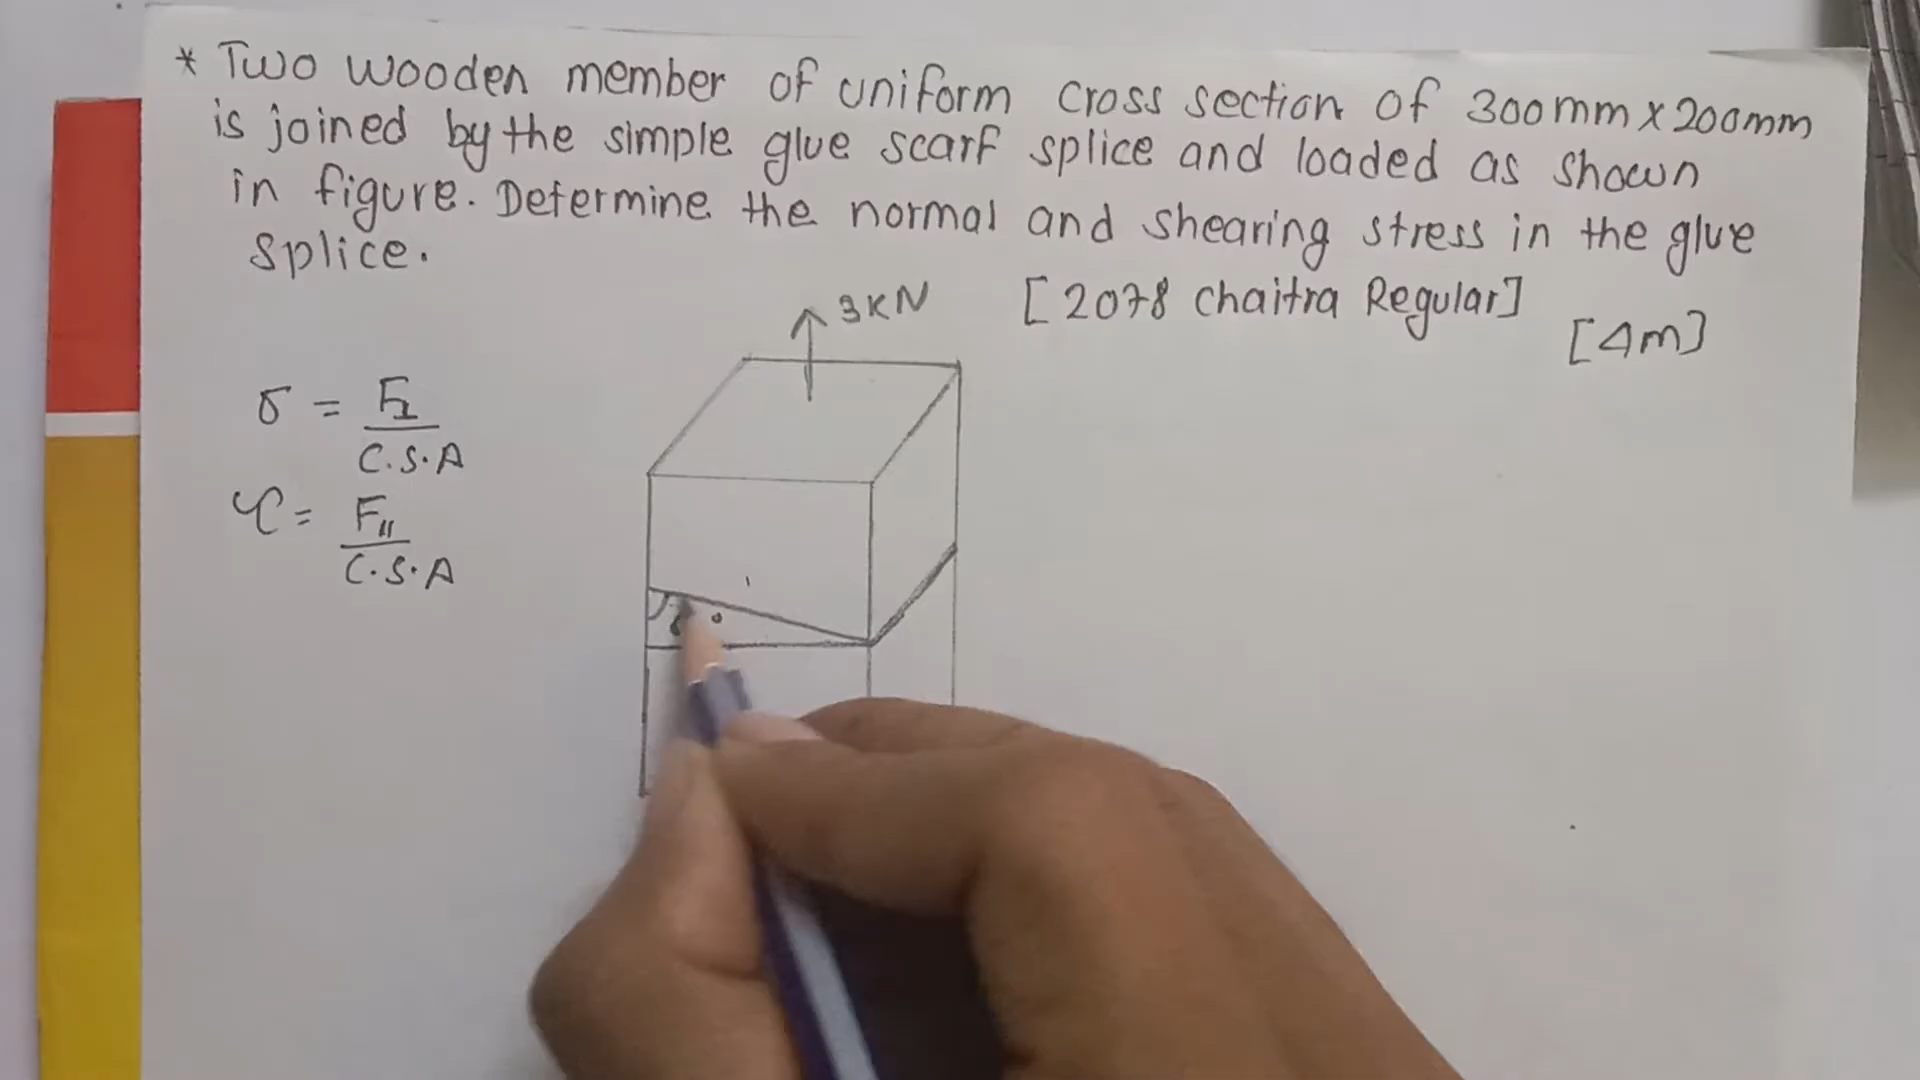 * Two wooden member of uniform cross section of 300mm x 200mm
is joined by the simple glue scarf splice and loaded as shown
in figure. Determine the normal and shearing stress in the glue
splice.
[2078 Chaitra Regular]
[4m]
3KN
σ = F⊥
C.S.A
τ = F||
C.S.A